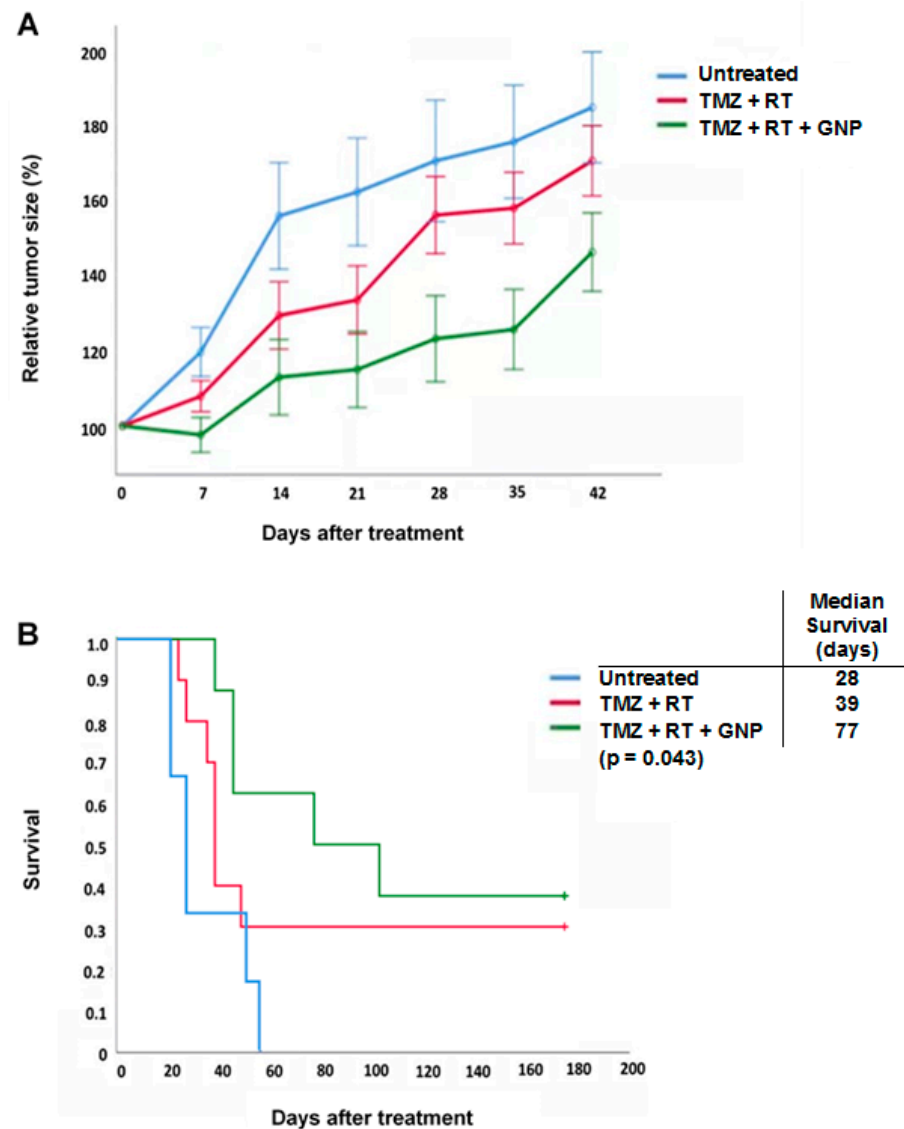 A
200
180
160
140
120
100
Relative tumor size (%)
0 7 14 21 28 35 42
Days after treatment
Untreated
TMZ + RT
TMZ + RT + GNP
B
1.0
0.9
0.8
0.7
0.6
0.5
0.4
0.3
0.2
0.1
0
Survival
0 20 40 60 80 100 120 140 160 180 200
Days after treatment
Median
Survival
(days)
Untreated 28
TMZ + RT 39
TMZ + RT + GNP 77
(p = 0.043)